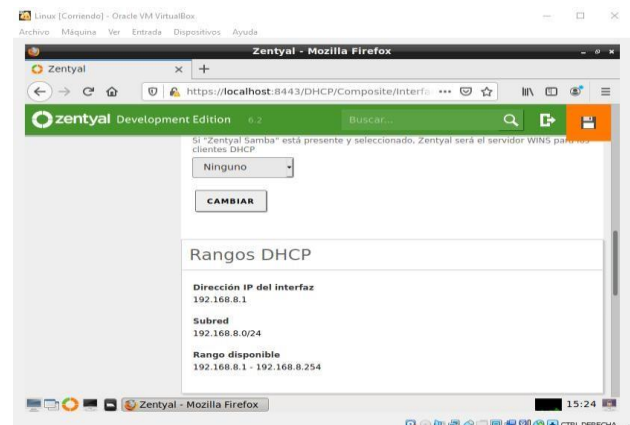 Linux [Corriendo] - Oracle VM VirtualBox
Archivo Máquina Ver Entrada Dispositivos Ayuda
Zentyal - Mozilla Firefox
Zentyal
https://localhost:8443/DHCP/Composite/Interfa
zentyal Development Edition 6.2 Buscar...
Si "Zentyal Samba" está presente y seleccionado, Zentyal será el servidor WINS para los
clientes DHCP
Ninguno
CAMBIAR
Rangos DHCP
Dirección IP del interfaz
192.168.8.1
Subred
192.168.8.0/24
Rango disponible
192.168.8.1 - 192.168.8.254
Zentyal - Mozilla Firefox 15:24
CTRL DERECHA